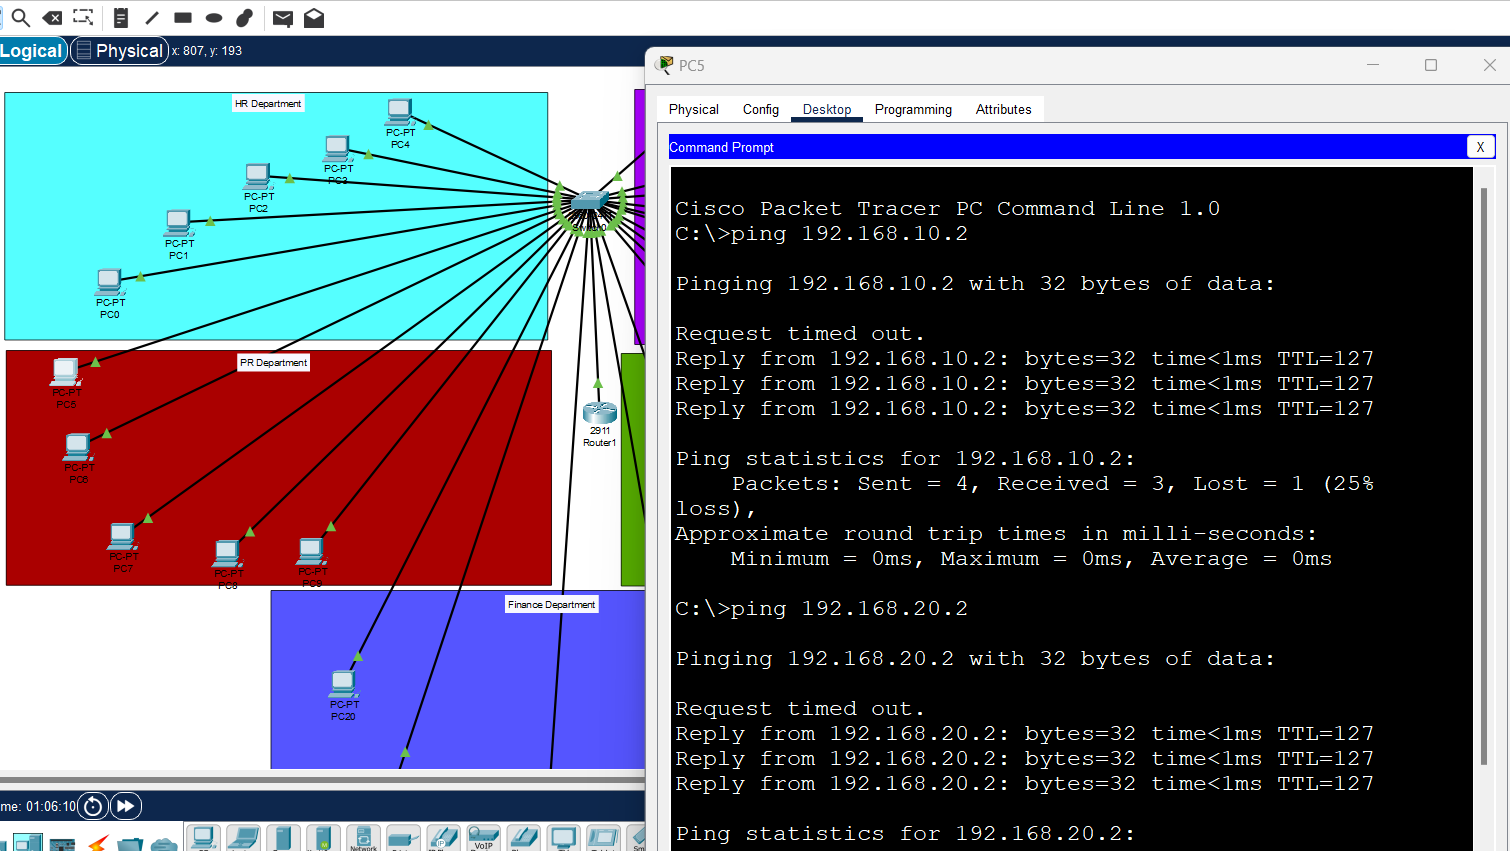 Logical
Physical
x: 807, y: 193
PC5
Physical
Config
Desktop
Programming
Attributes
Command Prompt
X
HR Department
PC-PT
PC4
PC-PT
PC3
PC-PT
PC2
PC-PT
PC1
PC-PT
PC0
PR Department
PC-PT
PC5
PC-PT
PC6
PC-PT
PC7
PC-PT
PC8
PC-PT
PC9
2911
Router1
Finance Department
PC-PT
PC20
Cisco Packet Tracer PC Command Line 1.0
C:\>ping 192.168.10.2
Pinging 192.168.10.2 with 32 bytes of data:
Request timed out.
Reply from 192.168.10.2: bytes=32 time<1ms TTL=127
Reply from 192.168.10.2: bytes=32 time<1ms TTL=127
Reply from 192.168.10.2: bytes=32 time<1ms TTL=127
Ping statistics for 192.168.10.2:
Packets: Sent = 4, Received = 3, Lost = 1 (25%
loss),
Approximate round trip times in milli-seconds:
Minimum = 0ms, Maximum = 0ms, Average = 0ms
C:\>ping 192.168.20.2
Pinging 192.168.20.2 with 32 bytes of data:
Request timed out.
Reply from 192.168.20.2: bytes=32 time<1ms TTL=127
Reply from 192.168.20.2: bytes=32 time<1ms TTL=127
Reply from 192.168.20.2: bytes=32 time<1ms TTL=127
Ping statistics for 192.168.20.2:
me: 01:06:10
Network
IP
VoIP